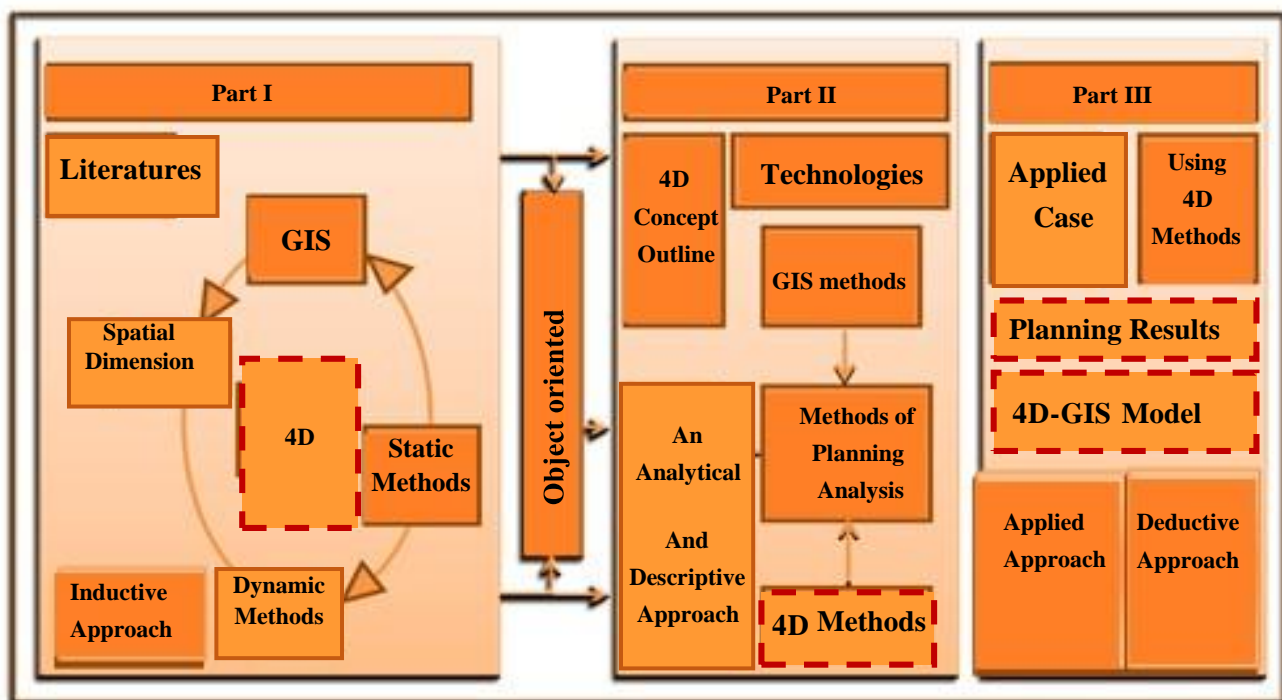 Part I
Literatures
GIS
Spatial
Dimension
4D
Static
Methods
Dynamic
Methods
Inductive
Approach
Object oriented
Part II
4D
Concept
Outline
Technologies
GIS methods
An
Analytical
And
Descriptive
Approach
Methods of
Planning
Analysis
4D Methods
Part III
Applied
Case
Using
4D
Methods
Planning Results
4D-GIS Model
Applied
Approach
Deductive
Approach